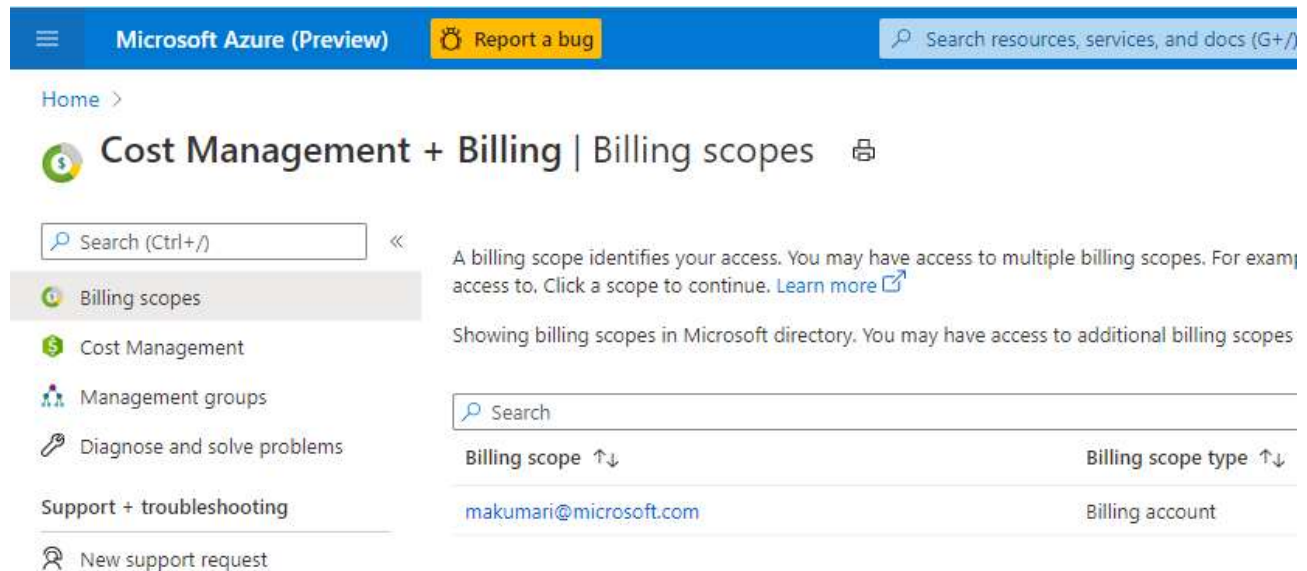 Microsoft Azure (Preview)
Report a bug
Search resources, services, and docs (G+/)
Home >
Cost Management + Billing | Billing scopes
Search (Ctrl+/)
«
Billing scopes
Cost Management
Management groups
Diagnose and solve problems
Support + troubleshooting
New support request
A billing scope identifies your access. You may have access to multiple billing scopes. For
access to. Click a scope to continue. Learn more
Showing billing scopes in Microsoft directory. You may have access to additional billing scopes
Search
Billing scope ↑↓
Billing scope type ↑↓
makumari@microsoft.com
Billing account